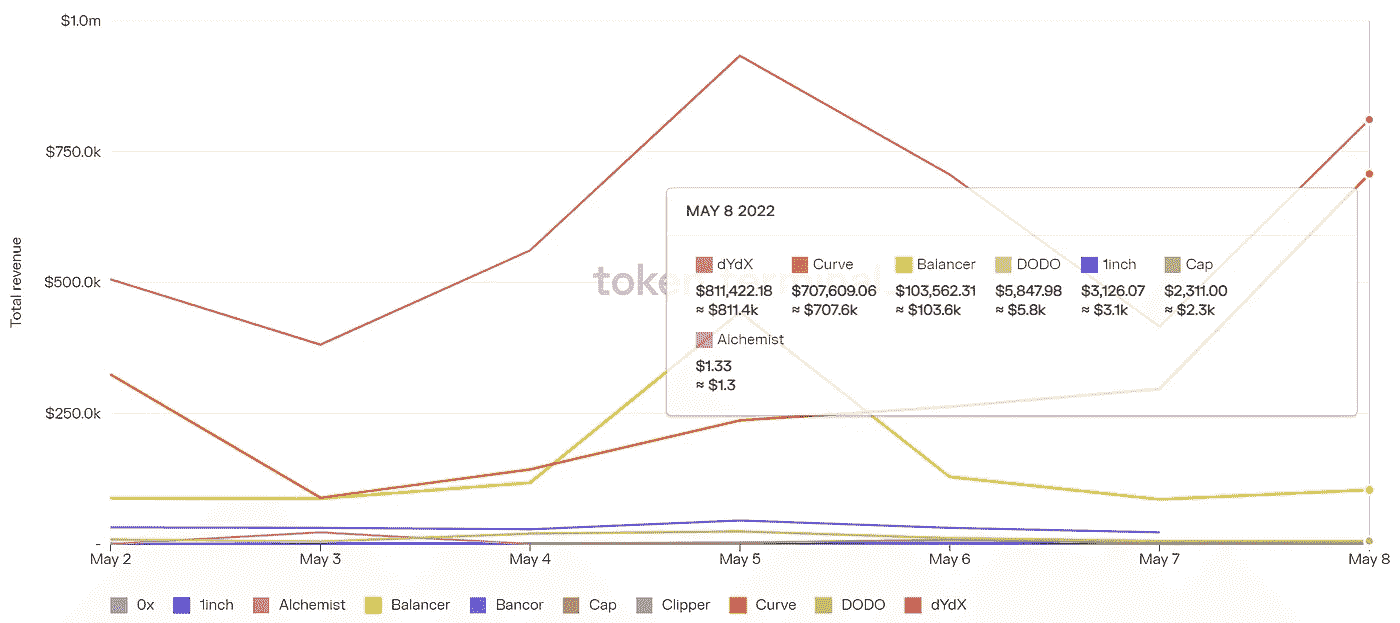 $1.0m
$750.0k
$500.0k
$250.0k
-
Total revenue
toke
MAY 8 2022
dYdX Curve Balancer DODO 1inch Cap
$811,422.18 $707,609.06 $103,562.31 $5,847.98 $3,126.07 $2,311.00
≈ $811.4k ≈ $707.6k ≈ $103.6k ≈ $5.8k ≈ $3.1k ≈ $2.3k
Alchemist
$1.33
≈ $1.3
May 2 May 3 May 4 May 5 May 6 May 7 May 8
0x 1inch Alchemist Balancer Bancor Cap Clipper Curve DODO dYdX